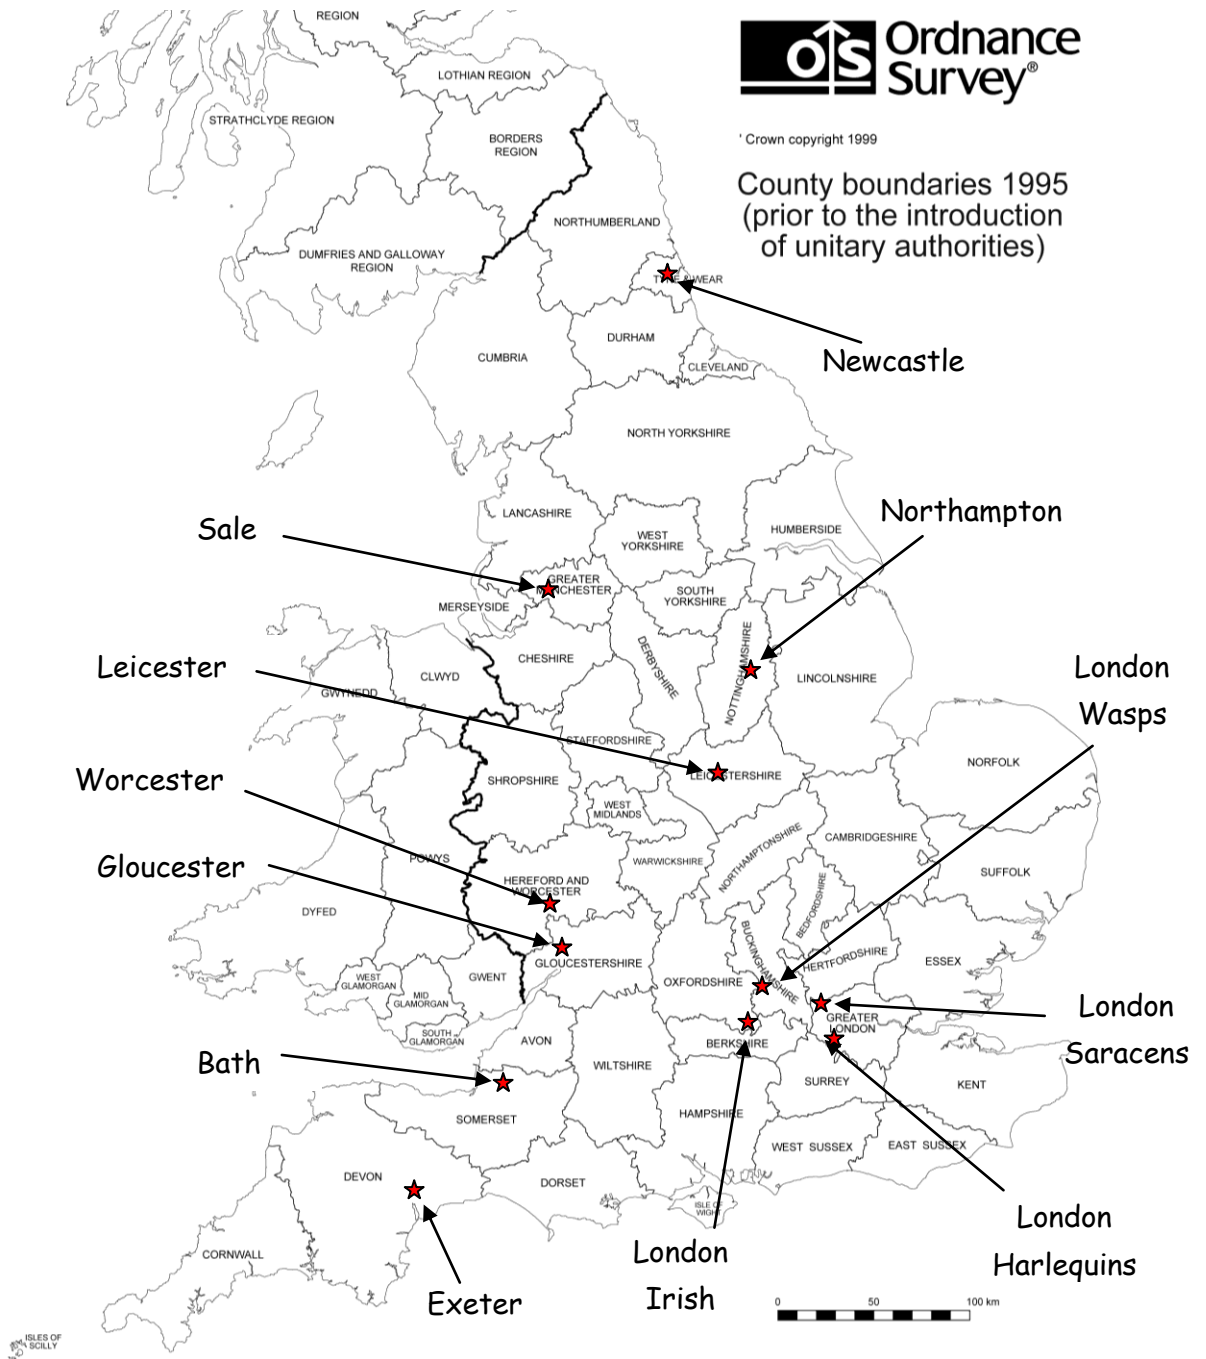 REGION
LOTHIAN REGION
STRATHCLYDE REGION
BORDERS
REGION
DUMFRIES AND GALLOWAY
REGION
OS Ordnance
Survey®
' Crown copyright 1999
County boundaries 1995
(prior to the introduction
of unitary authorities)
NORTHUMBERLAND
TYNE & WEAR
Newcastle
DURHAM
CUMBRIA
CLEVELAND
NORTH YORKSHIRE
LANCASHIRE
WEST
YORKSHIRE
HUMBERSIDE
Northampton
Sale
GREATER
MANCHESTER
SOUTH
YORKSHIRE
MERSEYSIDE
CHESHIRE
DERBYSHIRE
NOTTINGHAMSHIRE
LINCOLNSHIRE
Leicester
CLWYD
GWYNEDD
London
Wasps
STAFFORDSHIRE
SHROPSHIRE
LEICESTERSHIRE
NORFOLK
Worcester
WEST
MIDLANDS
CAMBRIDGESHIRE
NORTHAMPTONSHIRE
WARWICKSHIRE
SUFFOLK
Gloucester
POWYS
HEREFORD AND
WORCESTER
BEDFORDSHIRE
DYFED
BUCKINGHAMSHIRE
HERTFORDSHIRE
ESSEX
GLOUCESTERSHIRE
OXFORDSHIRE
WEST
GLAMORGAN
MID
GLAMORGAN
GWENT
SOUTH
GLAMORGAN
GREATER
LONDON
London
Saracens
AVON
BERKSHIRE
Bath
WILTSHIRE
SURREY
KENT
SOMERSET
HAMPSHIRE
WEST SUSSEX
EAST SUSSEX
DEVON
DORSET
ISLE OF
WIGHT
London
Harlequins
CORNWALL
London
Irish
Exeter
0 50 100 km
ISLES OF
SCILLY